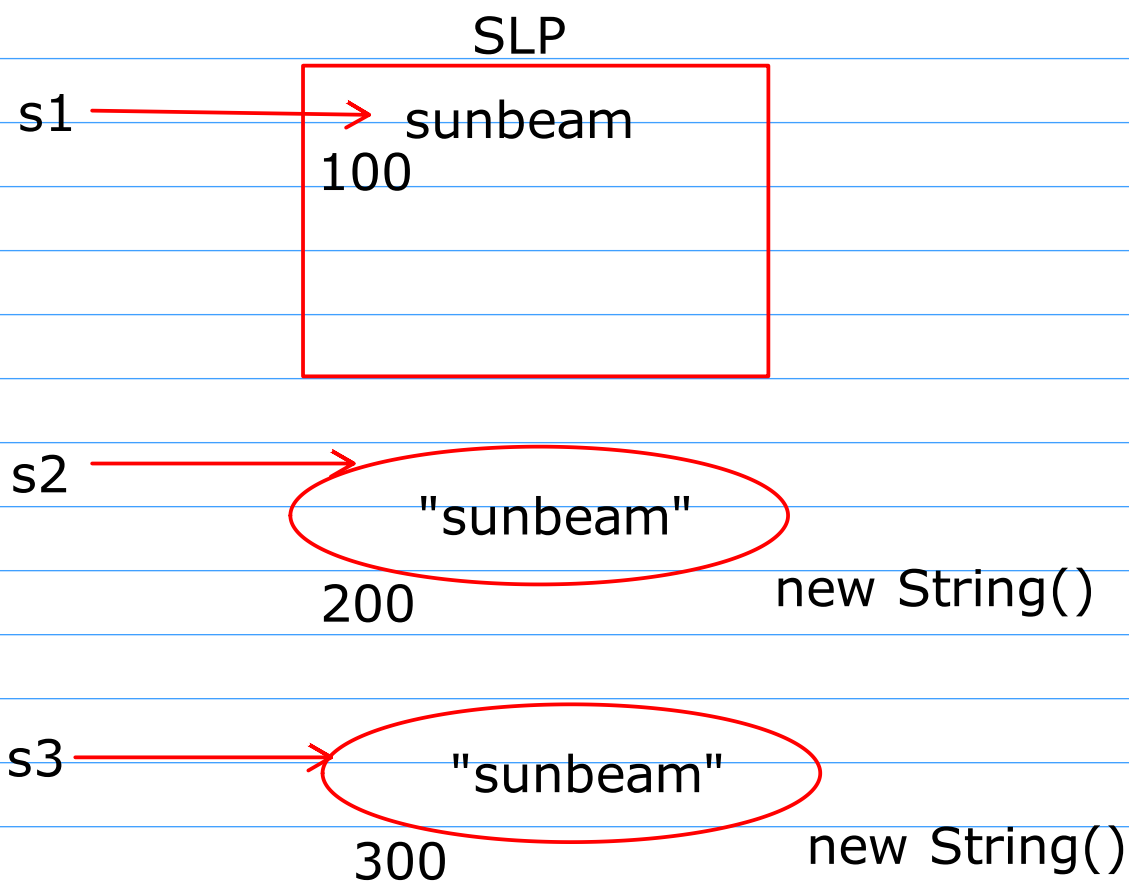 SLP
s1
sunbeam
100
s2
"sunbeam"
200
new String()
s3
"sunbeam"
300
new String()